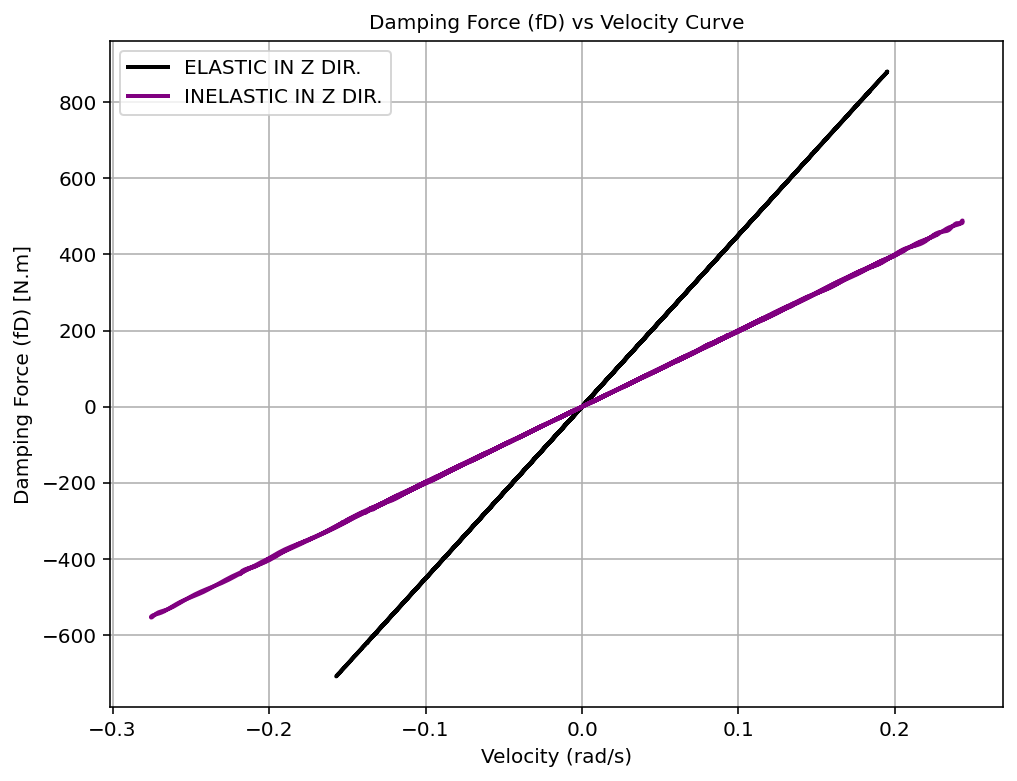 Damping Force (fD) vs Velocity Curve
ELASTIC IN Z DIR.
INELASTIC IN Z DIR.
Damping Force (fD) [N.m]
800
600
400
200
0
−200
−400
−600
−0.3
−0.2
−0.1
0.0
0.1
0.2
Velocity (rad/s)